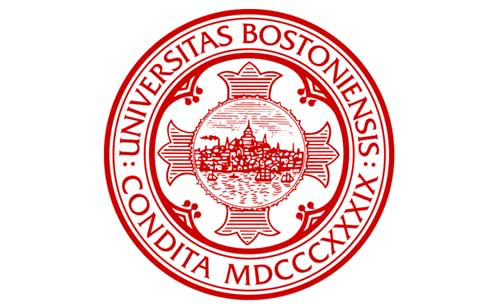 UNIVERSITAS BOSTONIENSIS :
CONDITA MDCCCXXXIX :